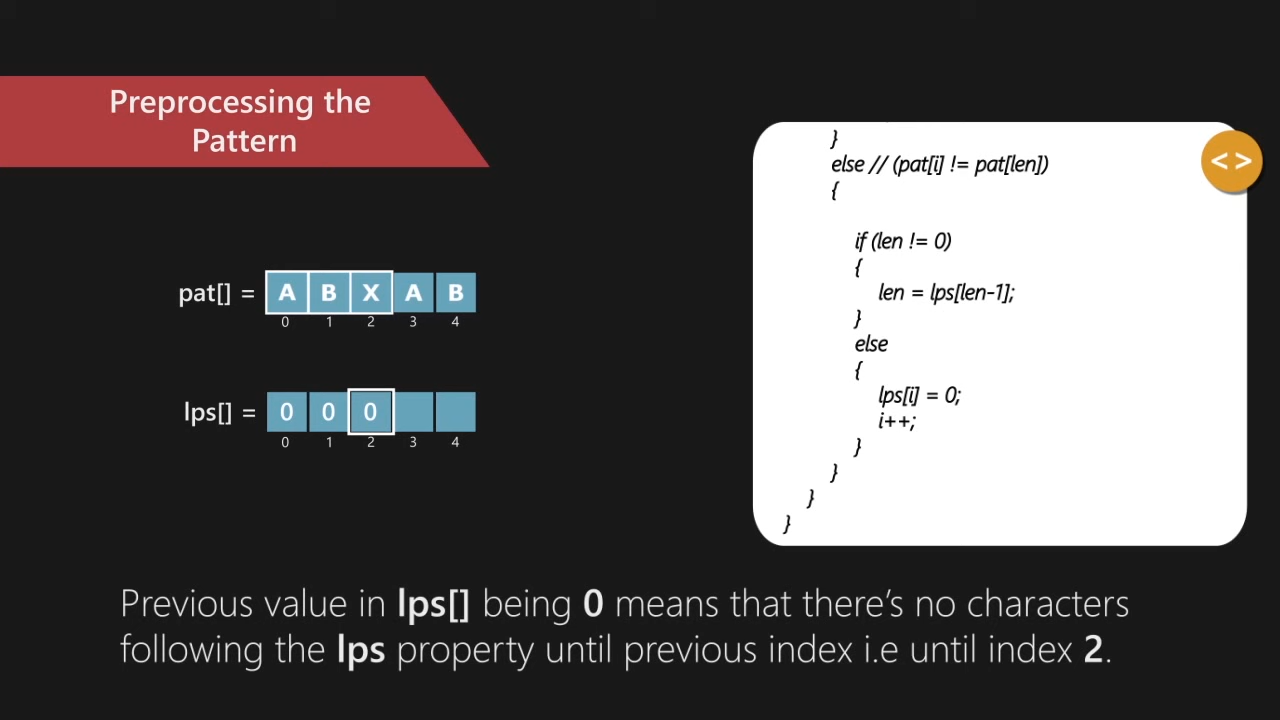 Preprocessing the
Pattern
pat[] = A B X A B
0 1 2 3 4
lps[] = 0 0 0
0 1 2 3 4
< >
}
else // (pat[i] != pat[len])
{
if (len != 0)
{
len = lps[len-1];
}
else
{
lps[i] = 0;
i++;
}
}
}
}
Previous value in lps[] being 0 means that there's no characters
following the lps property until previous index i.e until index 2.